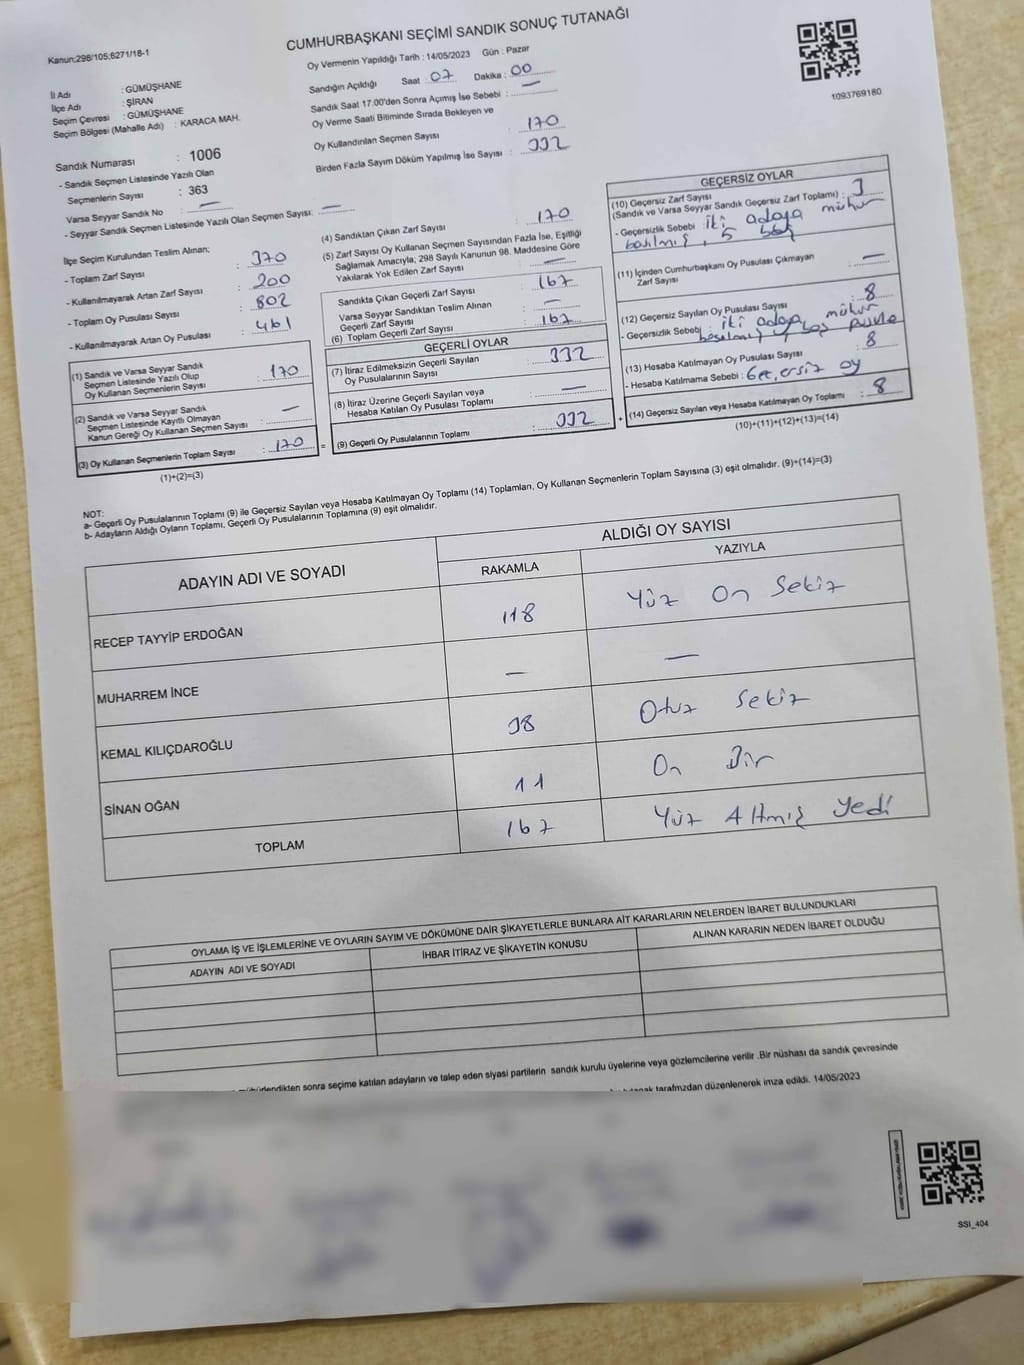 CUMHURBAŞKANI SEÇİMİ SANDIK SONUÇ TUTANAĞI
Kanun:298/105;6271/18-1
Oy Vermenin Yapıldığı Tarih : 14/05/2023 Gün : Pazar
İl Adı : GÜMÜŞHANE
İlçe Adı : ŞİRAN
Seçim Çevresi : GÜMÜŞHANE
Seçim Bölgesi (Mahalle Adı) : KARACA MAH.
Sandığın Açıldığı Saat : 07 Dakika : 00
Sandık Saat 17:00'den Sonra Açımış İse Sebebi : —
Oy Verme Saati Bitiminde Sırada Bekleyen ve
Oy Kullandırılan Seçmen Sayısı : 170
Birden Fazla Sayım Döküm Yapılmış İse Sayısı : 332
1093769180
Sandık Numarası : 1006
- Sandık Seçmen Listesinde Yazılı Olan
Seçmenlerin Sayısı : 363
Varsa Seyyar Sandık No —
- Seyyar Sandık Seçmen Listesinde Yazılı Olan Seçmen Sayısı: —
İlçe Seçim Kurulundan Teslim Alınan;
- Toplam Zarf Sayısı : 370
- Kullanılmayarak Artan Zarf Sayısı : 200
- Toplam Oy Pusulası Sayısı : 802
- Kullanılmayarak Artan Oy Pusulası : 461
(1) Sandık ve Varsa Seyyar Sandık
Seçmen Listesinde Yazılı Olup
Oy Kullanan Seçmenlerin Sayısı : 170
(2) Sandık ve Varsa Seyyar Sandık
Seçmen Listesinde Kayıtlı Olmayan
Kanun Gereği Oy Kullanan Seçmen Sayısı : —
(3) Oy Kullanan Seçmenlerin Toplam Sayısı : 170
(1)+(2)=(3)
(4) Sandıktan Çıkan Zarf Sayısı : 170
(5) Zarf Sayısı Oy Kullanan Seçmen Sayısından Fazla İse, Eşitliği
Sağlamak Amacıyla; 298 Sayılı Kanunun 98. Maddesine Göre
Yakılarak Yok Edilen Zarf Sayısı : —
Sandıkta Çıkan Geçerli Zarf Sayısı : 167
Varsa Seyyar Sandıktan Teslim Alınan
Geçerli Zarf Sayısı : —
(6) Toplam Geçerli Zarf Sayısı : 167
GEÇERLİ OYLAR
(7) İtiraz Edilmeksizin Geçerli Sayılan
Oy Pusulalarının Sayısı : 332
(8) İtiraz Üzerine Geçerli Sayılan veya
Hesaba Katılan Oy Pusulası Toplamı : —
= (9) Geçerli Oy Pusulalarının Toplamı : 332 +
GEÇERSİZ OYLAR
(10) Geçersiz Zarf Sayısı
(Sandık ve Varsa Seyyar Sandık Geçersiz Zarf Toplamı) : 3
- Geçersizlik Sebebi : iki adaya mühür
basılmış, 5 boş
(11) İçinden Cumhurbaşkanı Oy Pusulası Çıkmayan
Zarf Sayısı : —
(12) Geçersiz Sayılan Oy Pusulası Sayısı : 8
- Geçersizlik Sebebi : iki adaya mühür
boş pusula
(13) Hesaba Katılmayan Oy Pusulası Sayısı : 8
- Hesaba Katılmama Sebebi : Geçersiz oy
(14) Geçersiz Sayılan veya Hesaba Katılmayan Oy Toplamı : 8
(10)+(11)+(12)+(13)=(14)
NOT:
a- Geçerli Oy Pusulalarının Toplamı (9) ile Geçersiz Sayılan veya Hesaba Katılmayan Oy Toplamı (14) Toplamları, Oy Kullanan Seçmenlerin Toplam Sayısına (3) eşit olmalıdır. (9)+(14)=(3)
b- Adayların Aldığı Oyların Toplamı, Geçerli Oy Pusulalarının Toplamına (9) eşit olmalıdır.
ADAYIN ADI VE SOYADI
ALDIĞI OY SAYISI
RAKAMLA YAZIYLA
RECEP TAYYİP ERDOĞAN 118 Yüz On Sekiz
MUHARREM İNCE — —
KEMAL KILIÇDAROĞLU 38 Otuz Sekiz
SİNAN OĞAN 11 On Bir
TOPLAM 167 Yüz Altmış Yedi
OYLAMA İŞ VE İŞLEMLERİNE VE OYLARIN SAYIM VE DÖKÜMÜNE DAİR ŞİKAYETLERLE BUNLARA AİT KARARLARIN NELERDEN İBARET BULUNDUKLARI
ADAYIN ADI VE SOYADI İHBAR İTİRAZ VE ŞİKAYETİN KONUSU ALINAN KARARIN NEDEN İBARET OLDUĞU
sonra seçime katılan adayların ve talep eden siyasi partilerin sandık kurulu üyelerine veya gözlemcilerine verilir .Bir nüshası da sandık çevresinde
tarafımızdan düzenlenerek imza edildi. 14/05/2023
SSI_404